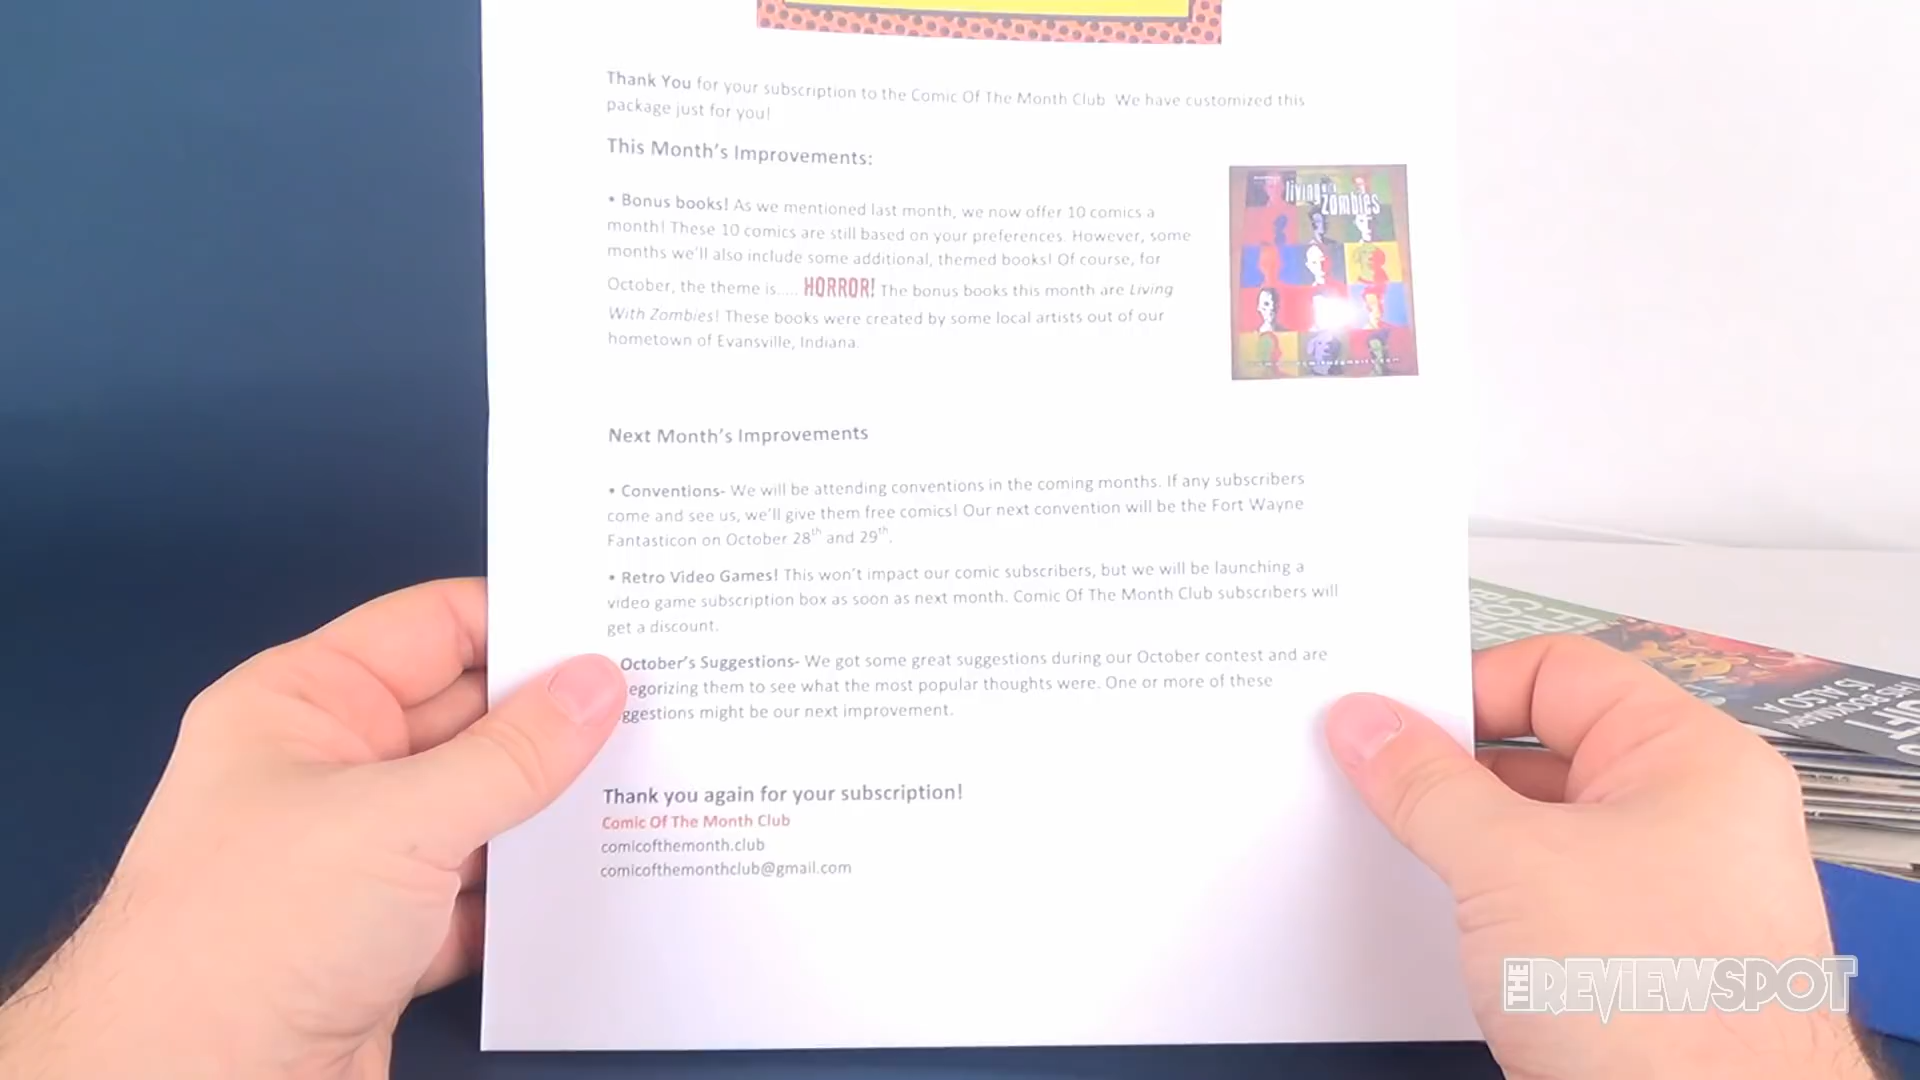 Thank You for your subscription to the Comic Of The Month Club We have customized this
package just for you!
This Month's Improvements:
• Bonus books! As we mentioned last month, we now offer 10 comics a
month! These 10 comics are still based on your preferences. However, some
months we'll also include some additional, themed books! Of course, for
October, the theme is..... HORROR! The bonus books this month are Living
With Zombies! These books were created by some local artists out of our
hometown of Evansville, Indiana.
living with zombies
Next Month's Improvements
• Conventions- We will be attending conventions in the coming months. If any subscribers
come and see us, we'll give them free comics! Our next convention will be the Fort Wayne
Fantasticon on October 28th and 29th.
• Retro Video Games! This won't impact our comic subscribers, but we will be launching a
video game subscription box as soon as next month. Comic Of The Month Club subscribers will
get a discount.
October's Suggestions- We got some great suggestions during our October contest and are
egorizing them to see what the most popular thoughts were. One or more of these
ggestions might be our next improvement.
Thank you again for your subscription!
Comic Of The Month Club
comicofthemonth.club
comicofthemonthclub@gmail.com
FREE
THIS BOOKMARK
IS ALSO A
THE REVIEWSPOT